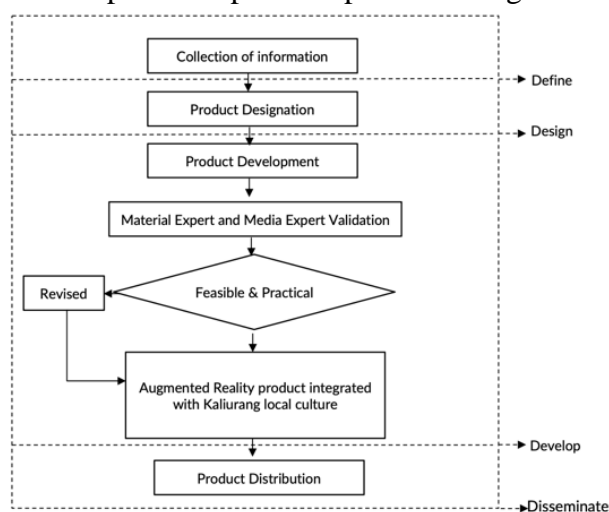 Collection of information
Define
Product Designation
Design
Product Development
Material Expert and Media Expert Validation
Revised
Feasible & Practical
Augmented Reality product integrated
with Kaliurang local culture
Develop
Product Distribution
Disseminate